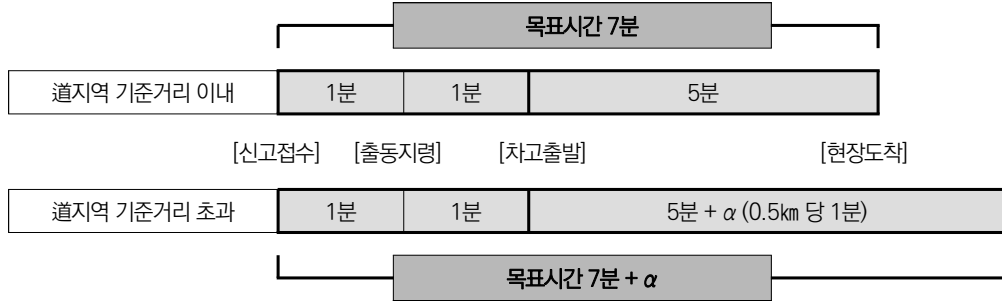 목표시간 7분
道지역 기준거리 이내 1분 1분 5분
[신고접수] [출동지령] [차고출발] [현장도착]
道지역 기준거리 초과 1분 1분 5분 + α (0.5㎞ 당 1분)
목표시간 7분 + α